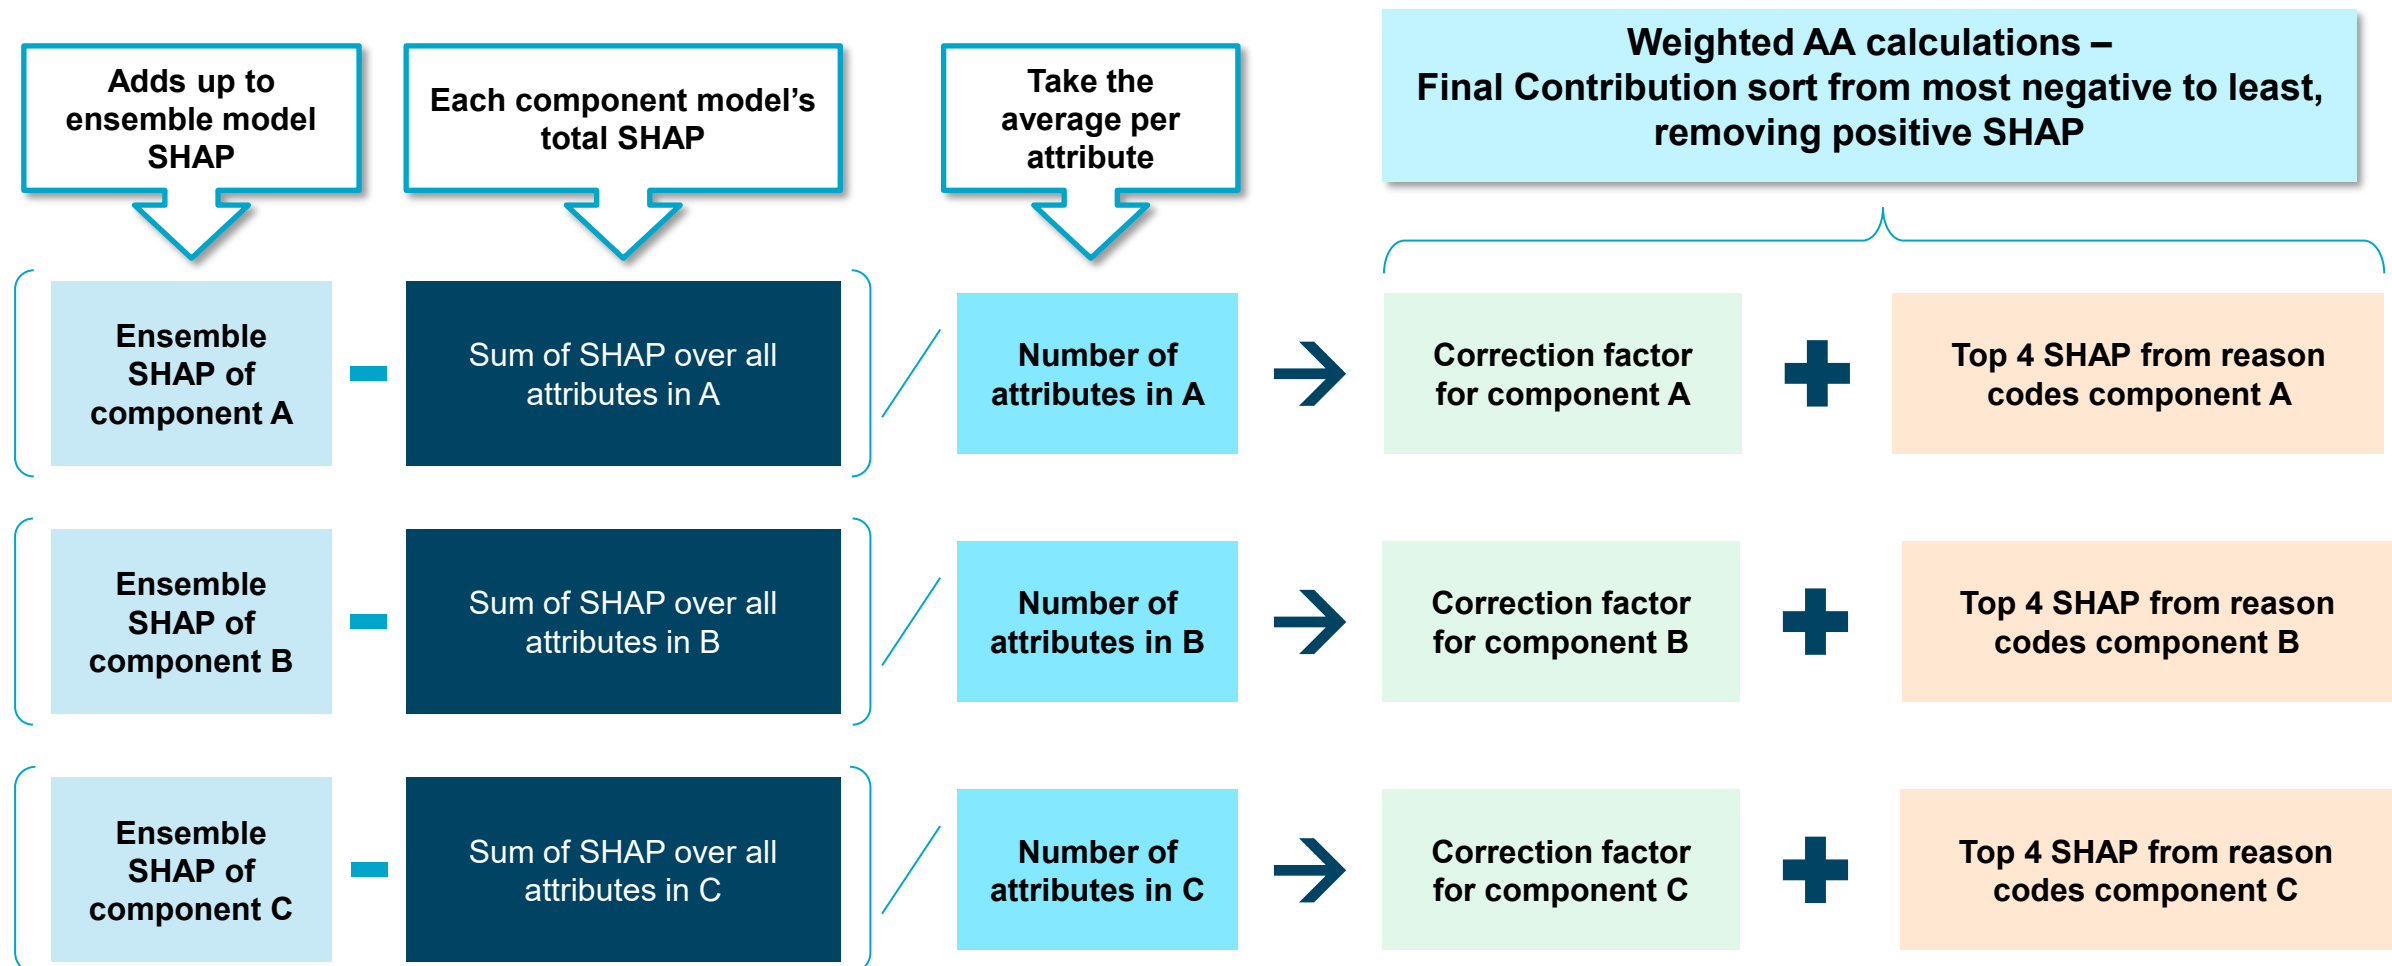 Adds up to
ensemble model
SHAP
Each component model’s
total SHAP
Take the
average per
attribute
Weighted AA calculations –
Final Contribution sort from most negative to least,
removing positive SHAP
Ensemble
SHAP of
component A
Sum of SHAP over all
attributes in A
Number of
attributes in A
Correction factor
for component A
Top 4 SHAP from reason
codes component A
Ensemble
SHAP of
component B
Sum of SHAP over all
attributes in B
Number of
attributes in B
Correction factor
for component B
Top 4 SHAP from reason
codes component B
Ensemble
SHAP of
component C
Sum of SHAP over all
attributes in C
Number of
attributes in C
Correction factor
for component C
Top 4 SHAP from reason
codes component C